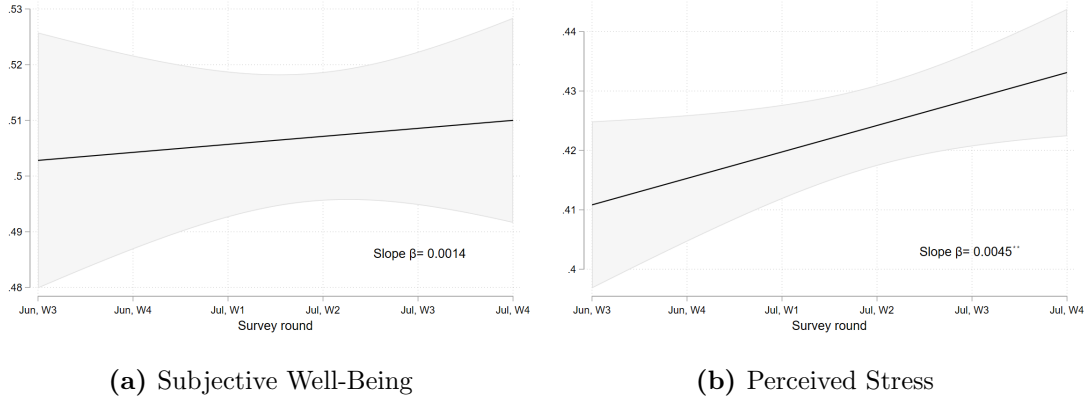 .53
.52
.51
.5
.49
.48
Slope β= 0.0014
Jun, W3 Jun, W4 Jul, W1 Jul, W2 Jul, W3 Jul, W4
Survey round
(a) Subjective Well-Being
.44
.43
.42
.41
.4
Slope β= 0.0045**
Jun, W3 Jun, W4 Jul, W1 Jul, W2 Jul, W3 Jul, W4
Survey round
(b) Perceived Stress